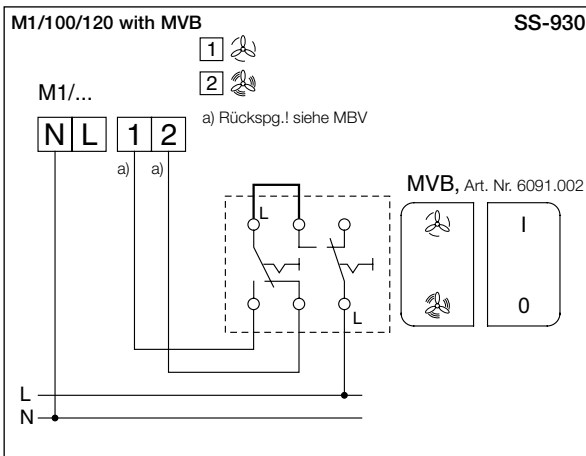 M1/100/120 with MVB SS-930
1
2
M1/...
a) Rückspg.! siehe MBV
N L 1 2
a) a)
MVB, Art. Nr. 6091.002
L
I
0
L
L
N